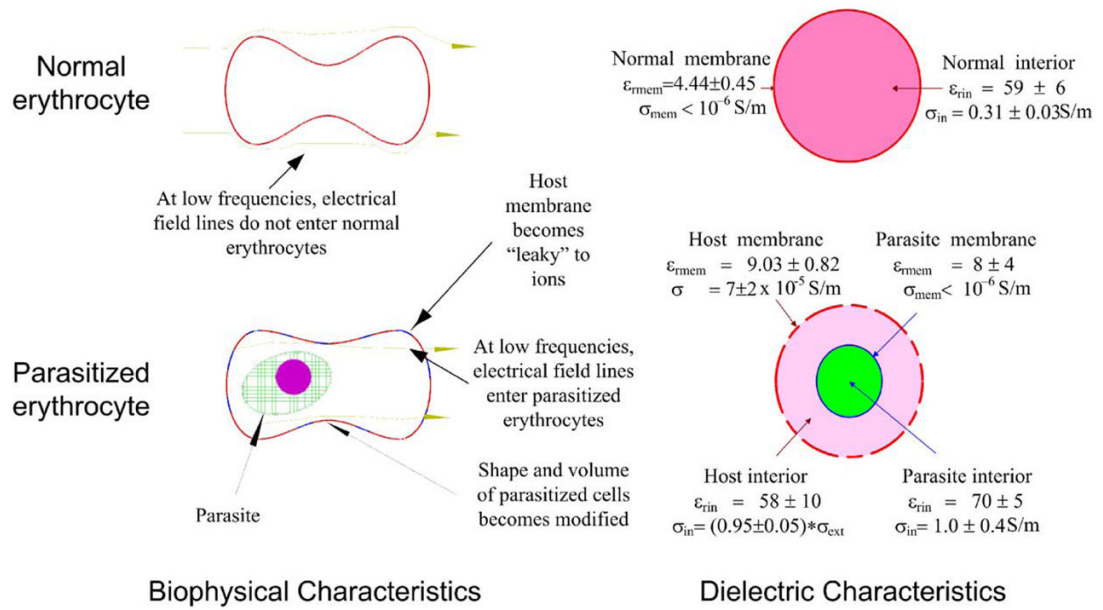 Normal
erythrocyte
At low frequencies, electrical
field lines do not enter normal
erythrocytes
Normal membrane
εrmem=4.44±0.45
σmem < 10⁻⁶ S/m
Normal interior
εrin = 59 ± 6
σin = 0.31 ± 0.03S/m
Parasitized
erythrocyte
Host
membrane
becomes
“leaky” to
ions
At low frequencies,
electrical field lines
enter parasitized
erythrocytes
Shape and volume
of parasitized cells
becomes modified
Parasite
Host membrane
εrmem = 9.03 ± 0.82
σ = 7±2 x 10⁻⁵ S/m
Parasite membrane
εrmem = 8 ± 4
σmem< 10⁻⁶ S/m
Host interior
εrin = 58 ± 10
σin = (0.95±0.05)*σext
Parasite interior
εrin = 70 ± 5
σin= 1.0 ± 0.4S/m
Biophysical Characteristics
Dielectric Characteristics